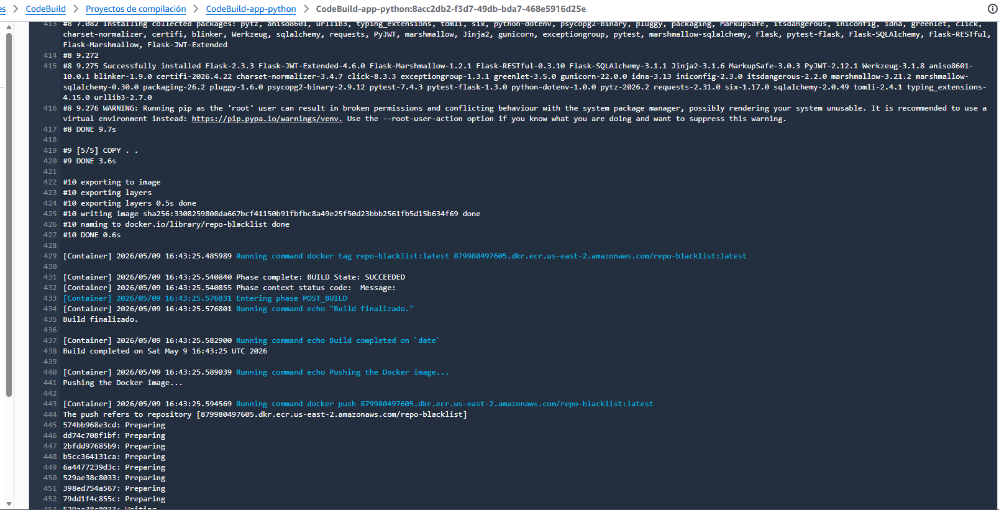 es > CodeBuild > Proyectos de compilación > CodeBuild-app-python > CodeBuild-app-python:8acc2db2-f3d7-49db-bda7-468e5916d25e
413 #8 7.082 Installing collected packages: pytz, aniso8601, urllib3, typing_extensions, tomli, six, python-dotenv, psycopg2-binary, pluggy, packaging, MarkupSafe, itsdangerous, iniconfig, idna, greenlet, click,
charset-normalizer, certifi, blinker, Werkzeug, sqlalchemy, requests, PyJWT, marshmallow, Jinja2, gunicorn, exceptiongroup, pytest, marshmallow-sqlalchemy, Flask, pytest-flask, Flask-SQLAlchemy, Flask-RESTful,
Flask-Marshmallow, Flask-JWT-Extended
414 #8 9.272
415 #8 9.275 Successfully installed Flask-2.3.3 Flask-JWT-Extended-4.6.0 Flask-Marshmallow-1.2.1 Flask-RESTful-0.3.10 Flask-SQLAlchemy-3.1.1 Jinja2-3.1.6 MarkupSafe-3.0.3 PyJWT-2.12.1 Werkzeug-3.1.8 aniso8601-
10.0.1 blinker-1.9.0 certifi-2026.4.22 charset-normalizer-3.4.7 click-8.3.3 exceptiongroup-1.3.1 greenlet-3.5.0 gunicorn-22.0.0 idna-3.13 iniconfig-2.3.0 itsdangerous-2.2.0 marshmallow-3.21.2 marshmallow-
sqlalchemy-0.30.0 packaging-26.2 pluggy-1.6.0 psycopg2-binary-2.9.12 pytest-7.4.3 pytest-flask-1.3.0 python-dotenv-1.0.0 pytz-2026.2 requests-2.31.0 six-1.17.0 sqlalchemy-2.0.49 tomli-2.4.1 typing_extensions-
4.15.0 urllib3-2.7.0
416 #8 9.276 WARNING: Running pip as the 'root' user can result in broken permissions and conflicting behaviour with the system package manager, possibly rendering your system unusable. It is recommended to use a
virtual environment instead: https://pip.pypa.io/warnings/venv. Use the --root-user-action option if you know what you are doing and want to suppress this warning.
417 #8 DONE 9.7s
418
419 #9 [5/5] COPY . .
420 #9 DONE 3.6s
421
422 #10 exporting to image
423 #10 exporting layers
424 #10 exporting layers 0.5s done
425 #10 writing image sha256:3308259808da667bcf41150b91fbfbc8a49e25f50d23bbb2561fb5d15b634f69 done
426 #10 naming to docker.io/library/repo-blacklist done
427 #10 DONE 0.6s
428
429 [Container] 2026/05/09 16:43:25.485989 Running command docker tag repo-blacklist:latest 879980497605.dkr.ecr.us-east-2.amazonaws.com/repo-blacklist:latest
430
431 [Container] 2026/05/09 16:43:25.540840 Phase complete: BUILD State: SUCCEEDED
432 [Container] 2026/05/09 16:43:25.540855 Phase context status code:  Message:
433 [Container] 2026/05/09 16:43:25.576031 Entering phase POST_BUILD
434 [Container] 2026/05/09 16:43:25.576801 Running command echo "Build finalizado."
435 Build finalizado.
436
437 [Container] 2026/05/09 16:43:25.582900 Running command echo Build completed on `date`
438 Build completed on Sat May 9 16:43:25 UTC 2026
439
440 [Container] 2026/05/09 16:43:25.589039 Running command echo Pushing the Docker image...
441 Pushing the Docker image...
442
443 [Container] 2026/05/09 16:43:25.594569 Running command docker push 879980497605.dkr.ecr.us-east-2.amazonaws.com/repo-blacklist:latest
444 The push refers to repository [879980497605.dkr.ecr.us-east-2.amazonaws.com/repo-blacklist]
445 574bb968e3cd: Preparing
446 dd74c708f1bf: Preparing
447 2bfdd97685b9: Preparing
448 b5cc364131ca: Preparing
449 6a4477239d3c: Preparing
450 529ae38c8033: Preparing
451 398ed754a567: Preparing
452 79dd1f4c855c: Preparing
453 529ae38c8033: Waiting